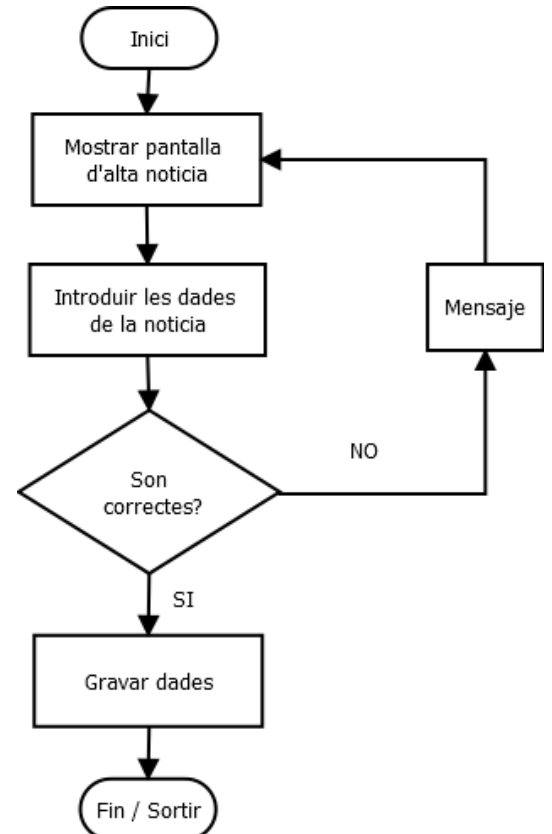 Inici
Mostrar pantalla
d'alta noticia
Introduir les dades
de la noticia
Mensaje
NO
Son
correctes?
SI
Gravar dades
Fin / Sortir